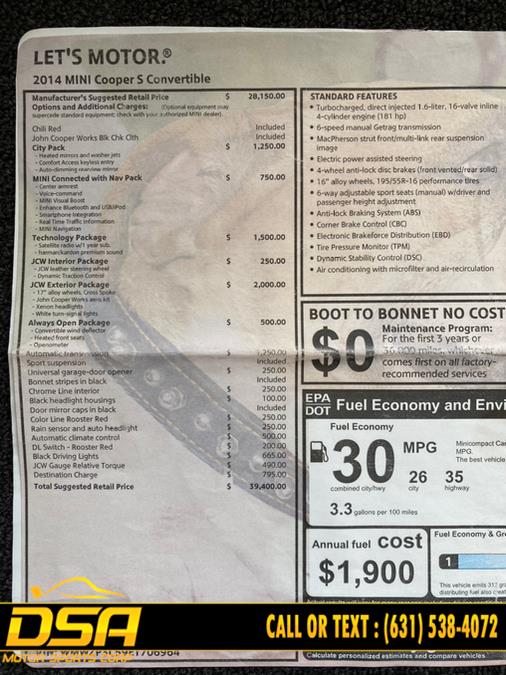 LET'S MOTOR.®
2014 MINI Cooper S Convertible
Manufacturer's Suggested Retail Price $ 28,150.00
Options and Additional Charges: (Optional equipment may
supercede standard equipment; check with your authorized MINI dealer).
Chili Red Included
John Cooper Works Blk Chk Clth Included
City Pack $ 1,250.00
- Heated mirrors and washer jets
- Comfort Access keyless entry
- Auto-dimming rearview mirror
MINI Connected with Nav Pack $ 750.00
- Center armrest
- Voice-command
- MINI Visual Boost
- Enhance Bluetooth and USB/iPod
- Smartphone Integration
- Real Time Traffic Information
- MINI Navigation
Technology Package $ 1,500.00
- Satellite radio w/1 year sub.
- harman/kardon premium sound
JCW Interior Package $ 250.00
- JCW leather steering wheel
- Dynamic Traction Control
JCW Exterior Package $ 2,000.00
- 17" alloy wheels, Cross Spoke
- John Cooper Works aero kit
- Xenon headlights
- White turn-signal lights
Always Open Package $ 500.00
- Convertible wind deflector
- Heated front seats
- Openometer
Automatic transmission $ 1,250.00
Sport suspension Included
Universal garage-door opener $ 250.00
Bonnet stripes in black Included
Chrome Line interior $ 250.00
Black headlight housings $ 100.00
Door mirror caps in black Included
Color Line Rooster Red $ 250.00
Rain sensor and auto headlight $ 250.00
Automatic climate control $ 500.00
DL Switch - Rooster Red $ 200.00
Black Driving Lights $ 665.00
JCW Gauge Relative Torque $ 490.00
Destination Charge $ 795.00
Total Suggested Retail Price $ 39,400.00
STANDARD FEATURES
• Turbocharged, direct injected 1.6-liter, 16-valve inline
4-cylinder engine (181 hp)
• 6-speed manual Getrag transmission
• MacPherson strut front/multi-link rear suspension
image
• Electric power assisted steering
• 4-wheel anti-lock disc brakes (front vented/rear solid)
• 16" alloy wheels, 195/55R-16 performance tires
• 6-way adjustable sport seats (manual) w/driver and
passenger height adjustment
• Anti-lock Braking System (ABS)
• Corner Brake Control (CBC)
• Electronic Brakeforce Distribution (EBD)
• Tire Pressure Monitor (TPM)
• Dynamic Stability Control (DSC)
• Air conditioning with microfilter and air-recirculation
BOOT TO BONNET NO COST
$0 Maintenance Program:
For the first 3 years or
36,000 miles, whichever
comes first on all factory-
recommended services
EPA
DOT Fuel Economy and Envi
Fuel Economy
30 MPG
26 35
combined city/hwy city highway
Minicompact Car
MPG.
The best vehicle
3.3 gallons per 100 miles
Annual fuel cost
$1,900
Fuel Economy & Gre
1
This vehicle emits 312 gra
distributing fuel also creat
Calculate personalized estimates and compare vehicles
DSA
MOTOR SPORTS CORP
CALL OR TEXT : (631) 538-4072